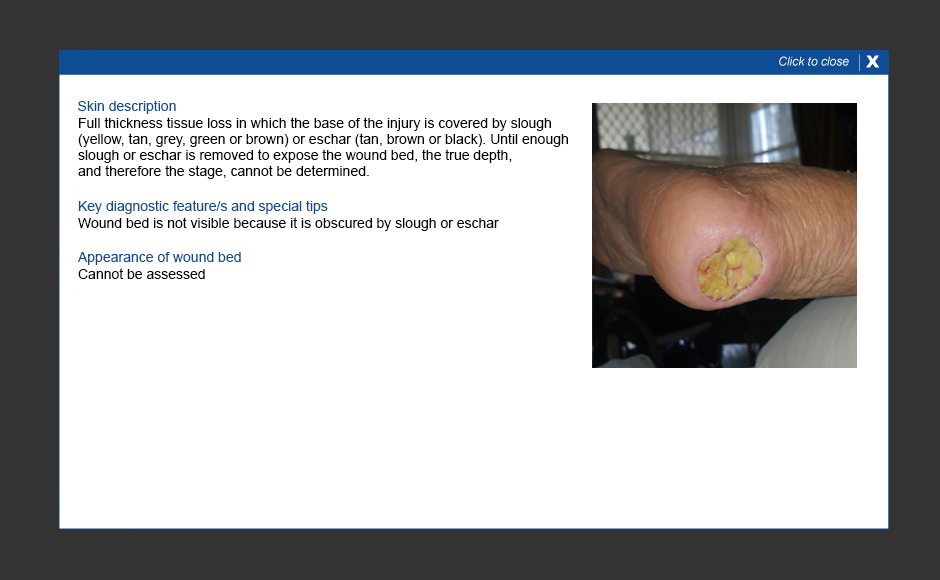 Click to close X
Skin description
Full thickness tissue loss in which the base of the injury is covered by slough
(yellow, tan, grey, green or brown) or eschar (tan, brown or black). Until enough
slough or eschar is removed to expose the wound bed, the true depth,
and therefore the stage, cannot be determined.
Key diagnostic feature/s and special tips
Wound bed is not visible because it is obscured by slough or eschar
Appearance of wound bed
Cannot be assessed